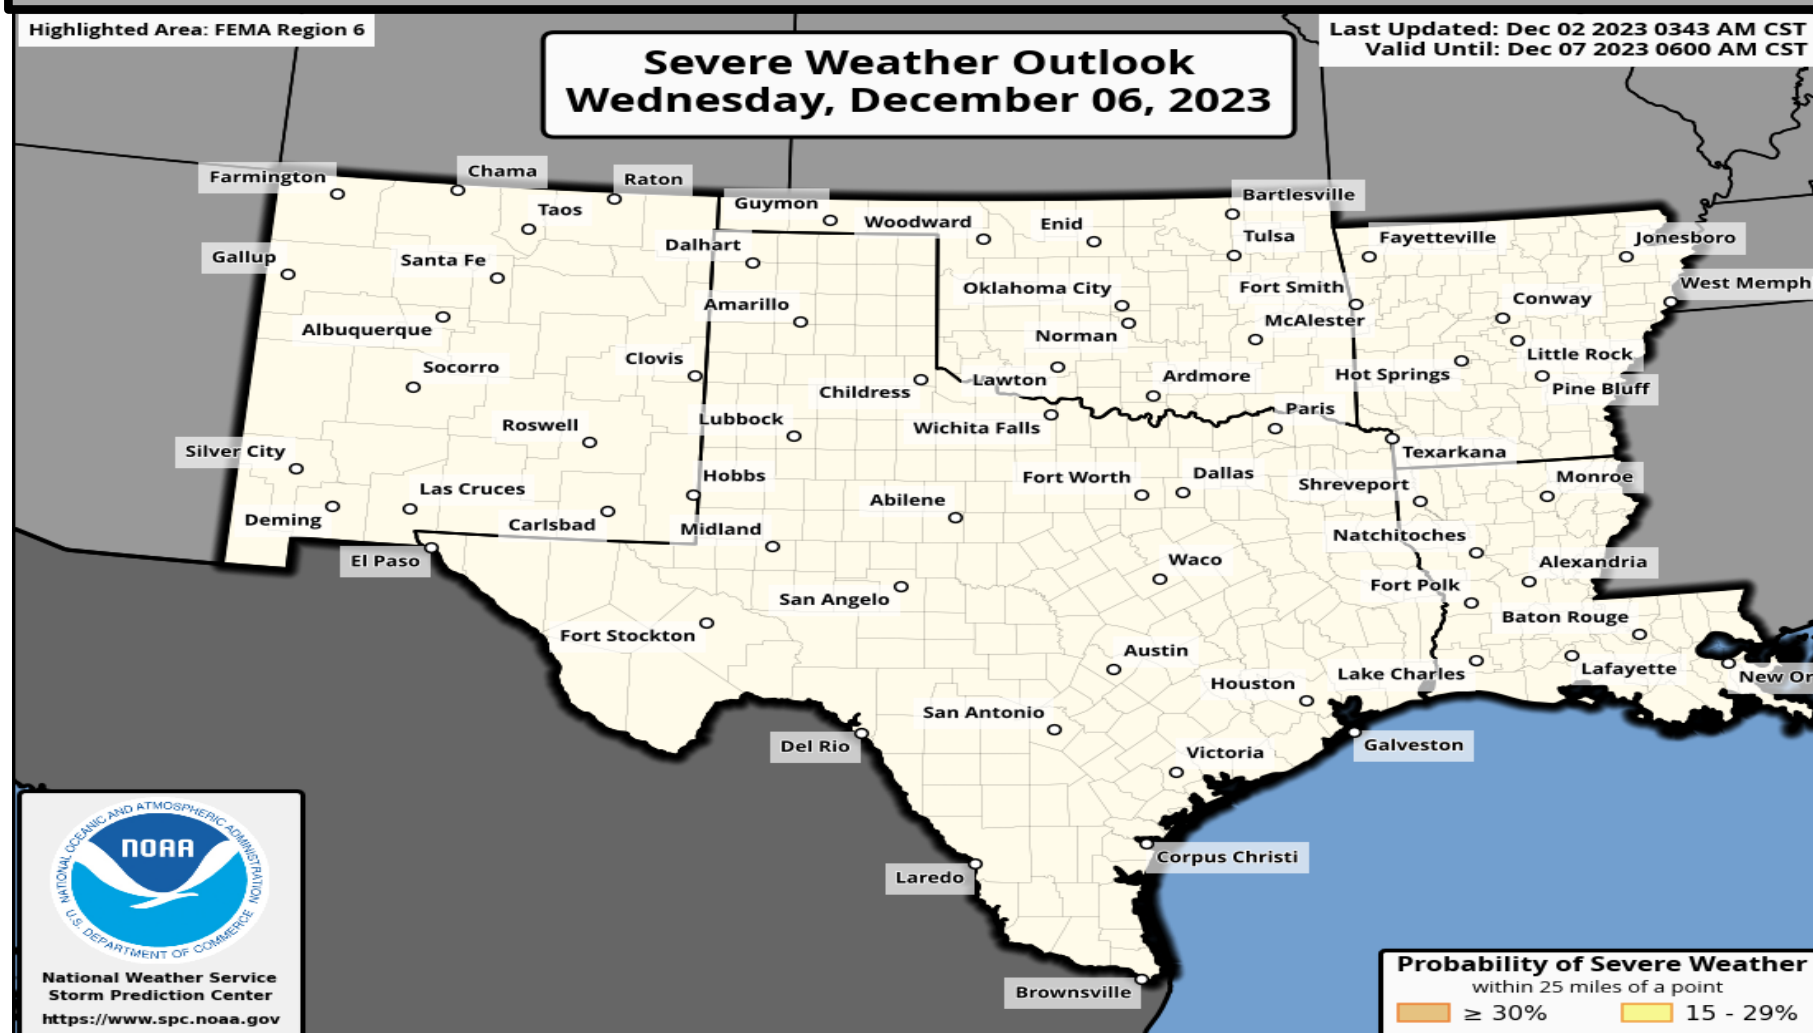 Highlighted Area: FEMA Region 6
Severe Weather Outlook
Wednesday, December 06, 2023
Last Updated: Dec 02 2023 0343 AM CST
Valid Until: Dec 07 2023 0600 AM CST
Farmington
Chama
Raton
Taos
Guymon
Woodward
Enid
Bartlesville
Tulsa
Fayetteville
Jonesboro
Gallup
Santa Fe
Dalhart
Oklahoma City
Fort Smith
Conway
West Memph
Albuquerque
Amarillo
Norman
McAlester
Little Rock
Socorro
Clovis
Childress
Lawton
Ardmore
Hot Springs
Pine Bluff
Roswell
Lubbock
Wichita Falls
Paris
Texarkana
Silver City
Las Cruces
Hobbs
Abilene
Fort Worth
Dallas
Shreveport
Monroe
Deming
Carlsbad
Midland
Natchitoches
El Paso
Waco
Alexandria
San Angelo
Fort Polk
Fort Stockton
Baton Rouge
Austin
Lake Charles
Lafayette
New Or
Houston
San Antonio
Del Rio
Victoria
Galveston
Corpus Christi
Laredo
Brownsville
NATIONAL OCEANIC AND ATMOSPHERIC ADMINISTRATION
NOAA
U.S. DEPARTMENT OF COMMERCE
National Weather Service
Storm Prediction Center
https://www.spc.noaa.gov
Probability of Severe Weather
within 25 miles of a point
≥ 30%
15 - 29%